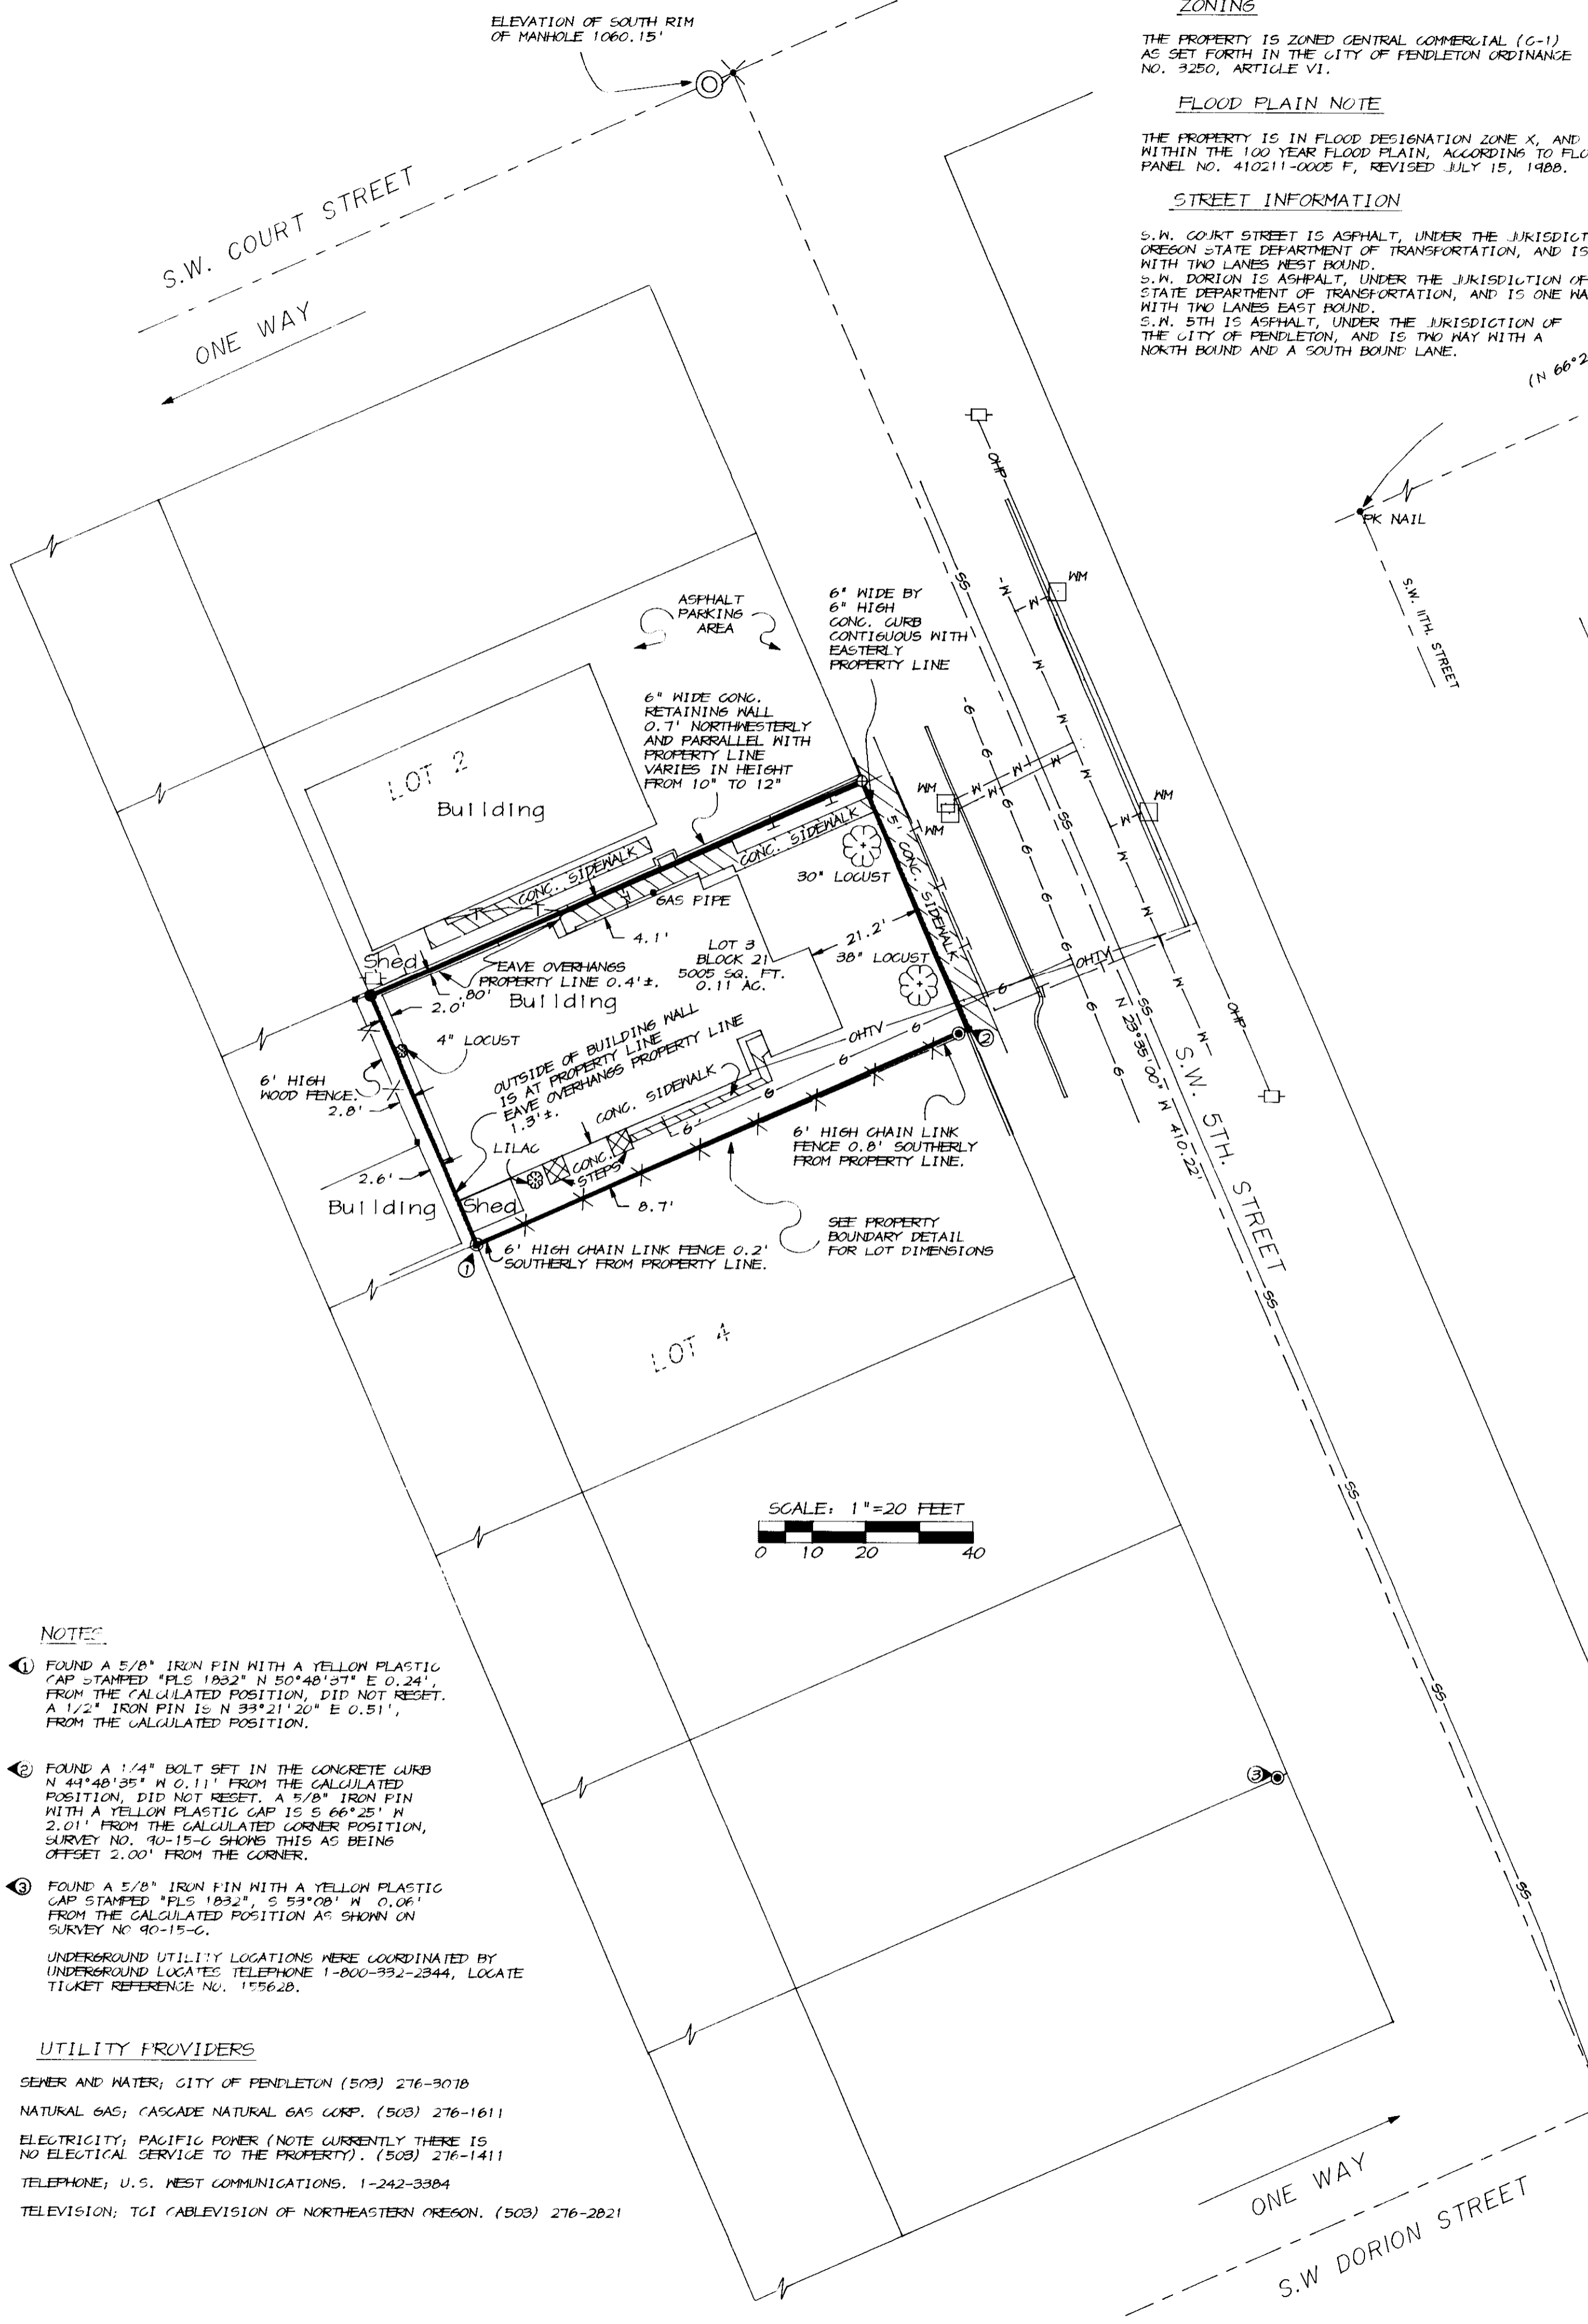 ELEVATION OF SOUTH RIM
OF MANHOLE 1060.15'
S.W. COURT STREET
ONE WAY
ZONING
THE PROPERTY IS ZONED CENTRAL COMMERCIAL (C-1)
AS SET FORTH IN THE CITY OF PENDLETON ORDINANCE
NO. 3250, ARTICLE VI.
FLOOD PLAIN NOTE
THE PROPERTY IS IN FLOOD DESIGNATION ZONE X, AND
WITHIN THE 100 YEAR FLOOD PLAIN, ACCORDING TO FLO
PANEL NO. 410211-0005 F, REVISED JULY 15, 1988.
STREET INFORMATION
S.W. COURT STREET IS ASPHALT, UNDER THE JURISDICT
OREGON STATE DEPARTMENT OF TRANSPORTATION, AND IS
WITH TWO LANES WEST BOUND.
S.W. DORION IS ASHPALT, UNDER THE JURISDICTION OF
STATE DEPARTMENT OF TRANSPORTATION, AND IS ONE WA
WITH TWO LANES EAST BOUND.
S.W. 5TH IS ASPHALT, UNDER THE JURISDICTION OF
THE CITY OF PENDLETON, AND IS TWO WAY WITH A
NORTH BOUND AND A SOUTH BOUND LANE.
(N 66°2
PK NAIL
S.W. 11TH. STREET
OHP
SS
WM
W
W
ASPHALT
PARKING
AREA
6" WIDE BY
6" HIGH
CONC. CURB
CONTIGUOUS WITH
EASTERLY
PROPERTY LINE
6" WIDE CONC.
RETAINING WALL
0.7' NORTHWESTERLY
AND PARRALLEL WITH
PROPERTY LINE
VARIES IN HEIGHT
FROM 10" TO 12"
LOT 2
Building
CONC. SIDEWALK
CONC. SIDEWALK
5' CONC. SIDEWALK
WM
WM
WM
G
G
G
SS
30" LOCUST
GAS PIPE
4.1'
LOT 3
BLOCK 21
5005 SQ. FT.
0.11 AC.
21.2'
38" LOCUST
Shed
EAVE OVERHANGS
PROPERTY LINE 0.4'±.
.80'
2.0'
Building
4" LOCUST
OUTSIDE OF BUILDING WALL
IS AT PROPERTY LINE
EAVE OVERHANGS PROPERTY LINE
1.3'±.
6' HIGH
WOOD FENCE.
2.8'
CONC. SIDEWALK
OHTV
OHTV
G
G
G
OHP
2
LILAC
CONC.
STEPS
2.6'
Building
Shed
8.7'
6' HIGH CHAIN LINK
FENCE 0.8' SOUTHERLY
FROM PROPERTY LINE.
SEE PROPERTY
BOUNDARY DETAIL
FOR LOT DIMENSIONS
6' HIGH CHAIN LINK FENCE 0.2'
SOUTHERLY FROM PROPERTY LINE.
1
N 23°35'00" W 410.22'
S.W. 5TH. STREET
SS
SS
SS
SS
SS
LOT 4
SCALE: 1"=20 FEET
0 10 20 40
3
NOTES
1 FOUND A 5/8" IRON PIN WITH A YELLOW PLASTIC
CAP STAMPED "PLS 1832" N 50°48'37" E 0.24',
FROM THE CALCULATED POSITION, DID NOT RESET.
A 1/2" IRON PIN IS N 33°21'20" E 0.51',
FROM THE CALCULATED POSITION.
2 FOUND A 1/4" BOLT SET IN THE CONCRETE CURB
N 49°48'35" W 0.11' FROM THE CALCULATED
POSITION, DID NOT RESET. A 5/8" IRON PIN
WITH A YELLOW PLASTIC CAP IS S 66°25' W
2.01' FROM THE CALCULATED CORNER POSITION,
SURVEY NO. 90-15-C SHOWS THIS AS BEING
OFFSET 2.00' FROM THE CORNER.
3 FOUND A 5/8" IRON PIN WITH A YELLOW PLASTIC
CAP STAMPED "PLS 1832", S 53°08' W 0.06'
FROM THE CALCULATED POSITION AS SHOWN ON
SURVEY NO 90-15-C.
UNDERGROUND UTILITY LOCATIONS WERE COORDINATED BY
UNDERGROUND LOCATES TELEPHONE 1-800-332-2344, LOCATE
TICKET REFERENCE NO. 155628.
UTILITY PROVIDERS
SEWER AND WATER; CITY OF PENDLETON (503) 276-3078
NATURAL GAS; CASCADE NATURAL GAS CORP. (503) 276-1611
ELECTRICITY; PACIFIC POWER (NOTE CURRENTLY THERE IS
NO ELECTICAL SERVICE TO THE PROPERTY). (503) 276-1411
TELEPHONE; U.S. WEST COMMUNICATIONS. 1-242-3384
TELEVISION; TCI CABLEVISION OF NORTHEASTERN OREGON. (503) 276-2821
ONE WAY
S.W DORION STREET